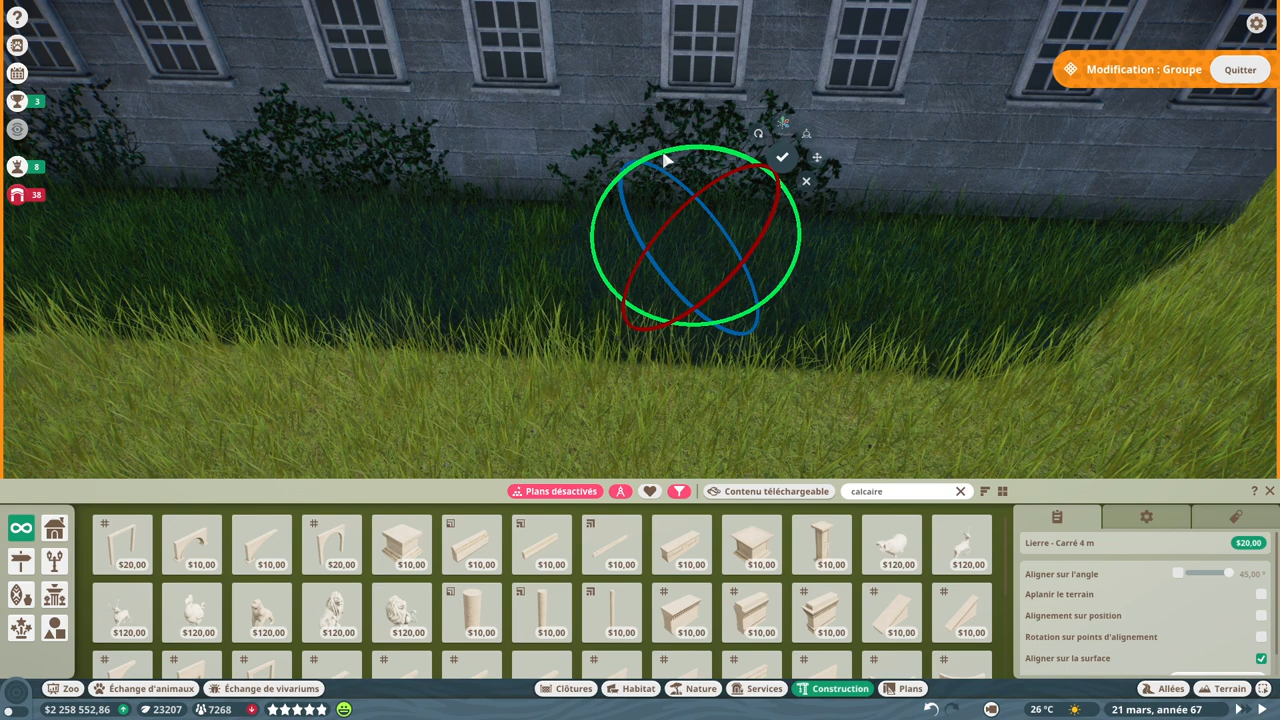 ?
3
8
38
Modification : Groupe
Quitter
Plans désactivés
Contenu téléchargeable
calcaire
?
$20,00
$10,00
$10,00
$20,00
$10,00
$10,00
$10,00
$10,00
$10,00
$10,00
$10,00
$120,00
$120,00
$120,00
$120,00
$120,00
$120,00
$120,00
$10,00
$10,00
$10,00
$10,00
$10,00
$10,00
$10,00
$10,00
Lierre - Carré 4 m
$20,00
Aligner sur l'angle
45,00 °
Aplanir le terrain
Alignement sur position
Rotation sur points d'alignement
Aligner sur la surface
Zoo
Échange d'animaux
Échange de vivariums
Clôtures
Habitat
Nature
Services
Construction
Plans
Allées
Terrain
$2 258 552,86
23207
7268
26 °C
21 mars, année 67